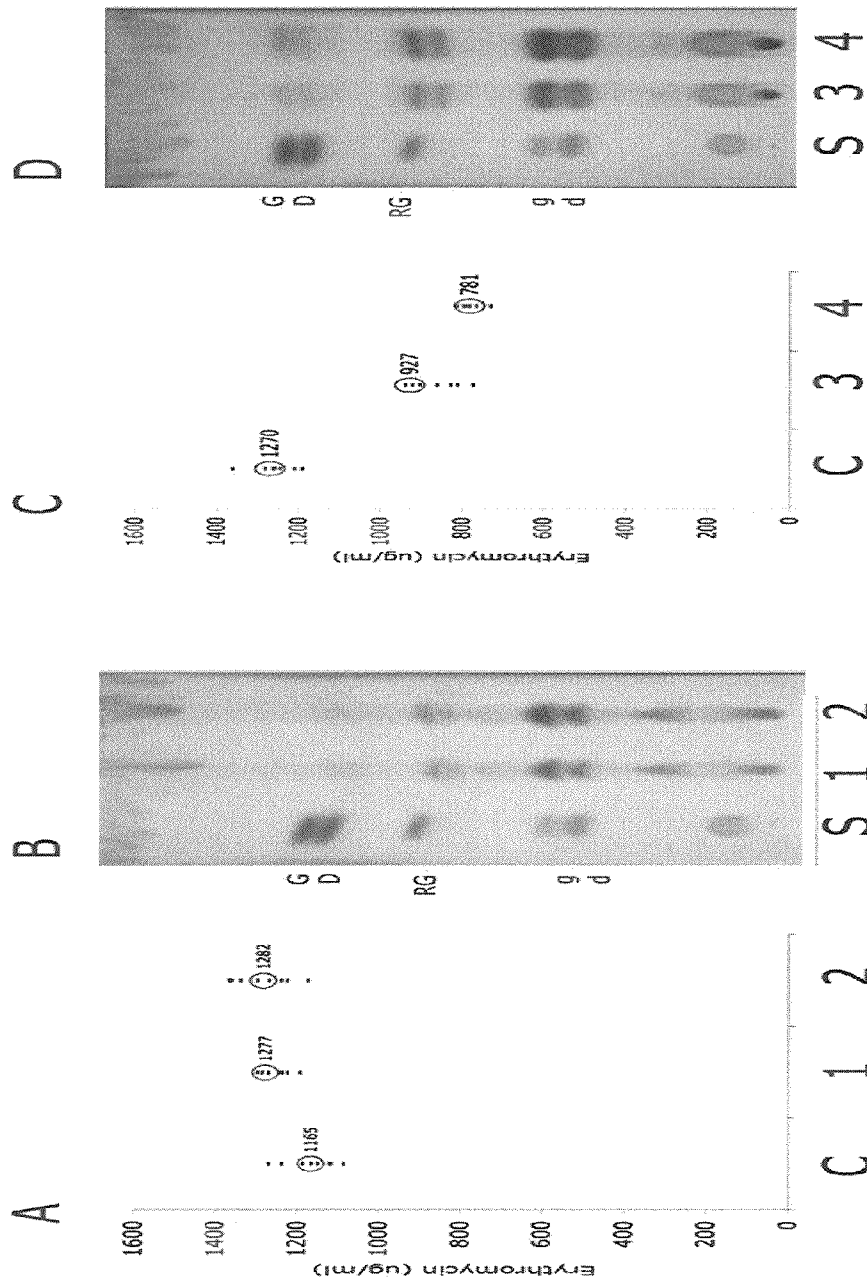 A
Erythromycin (ug/ml)
1600
1400
1200
1000
800
600
400
200
0
1165
1277
1282
C 1 2
B
G
D
RG
g
d
S 1 2
C
Erythromycin (ug/ml)
1600
1400
1200
1000
800
600
400
200
0
1270
927
781
C 3 4
D
G
D
RG
g
d
S 3 4